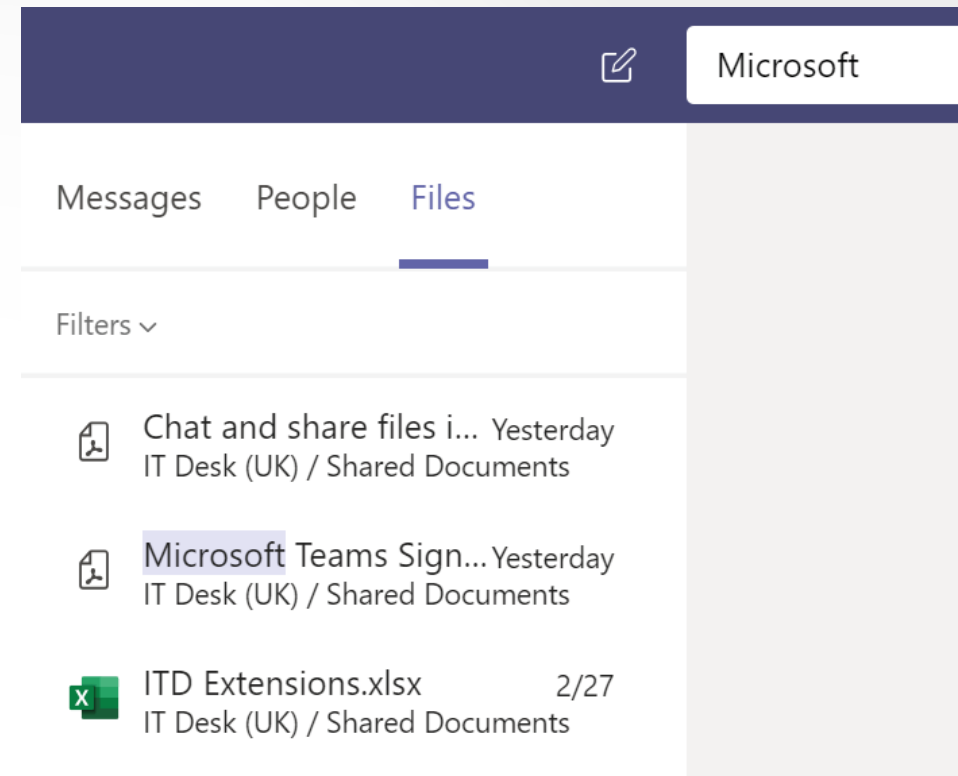 Microsoft
Messages People Files
Filters
Chat and share files i... Yesterday
IT Desk (UK) / Shared Documents
Microsoft Teams Sign... Yesterday
IT Desk (UK) / Shared Documents
ITD Extensions.xlsx 2/27
IT Desk (UK) / Shared Documents